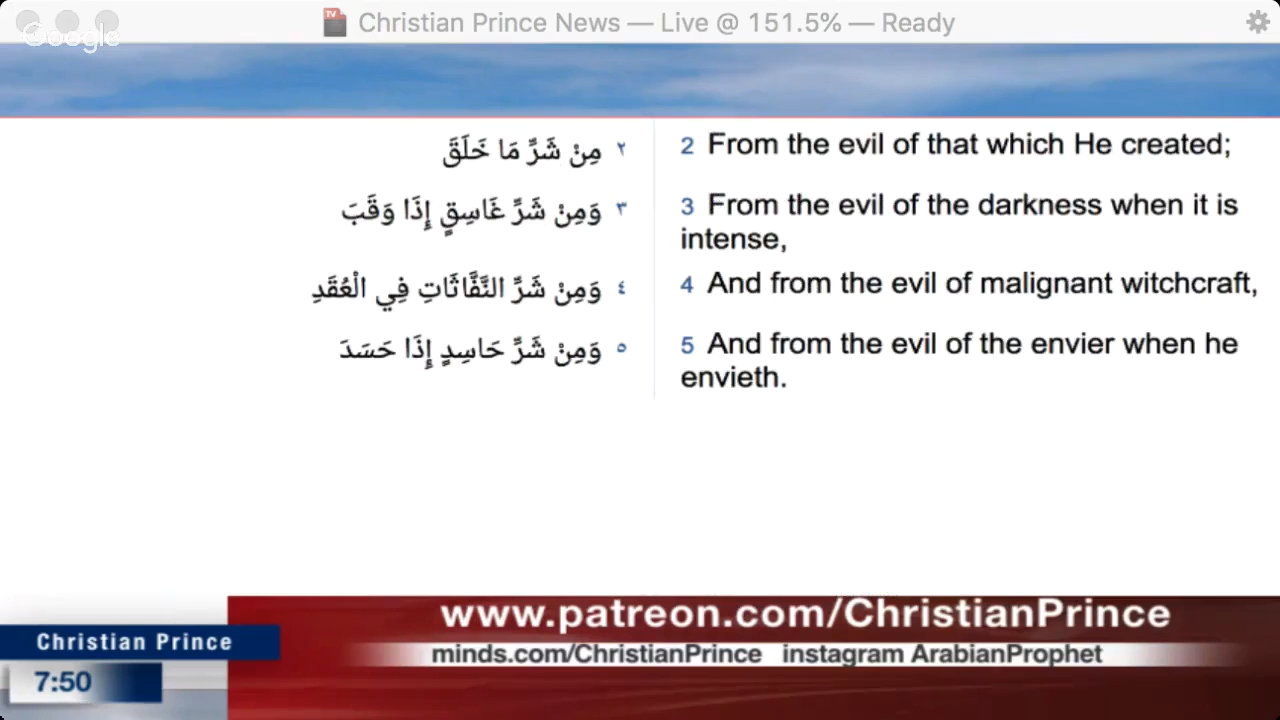 Christian Prince News — Live @ 151.5% — Ready
Google
٢ مِنْ شَرِّ مَا خَلَقَ
2 From the evil of that which He created;
٣ وَمِنْ شَرِّ غَاسِقٍ إِذَا وَقَبَ
3 From the evil of the darkness when it is
intense,
٤ وَمِنْ شَرِّ النَّفَّاثَاتِ فِي الْعُقَدِ
4 And from the evil of malignant witchcraft,
٥ وَمِنْ شَرِّ حَاسِدٍ إِذَا حَسَدَ
5 And from the evil of the envier when he
envieth.
www.patreon.com/ChristianPrince
Christian Prince
minds.com/ChristianPrince instagram ArabianProphet
7:50